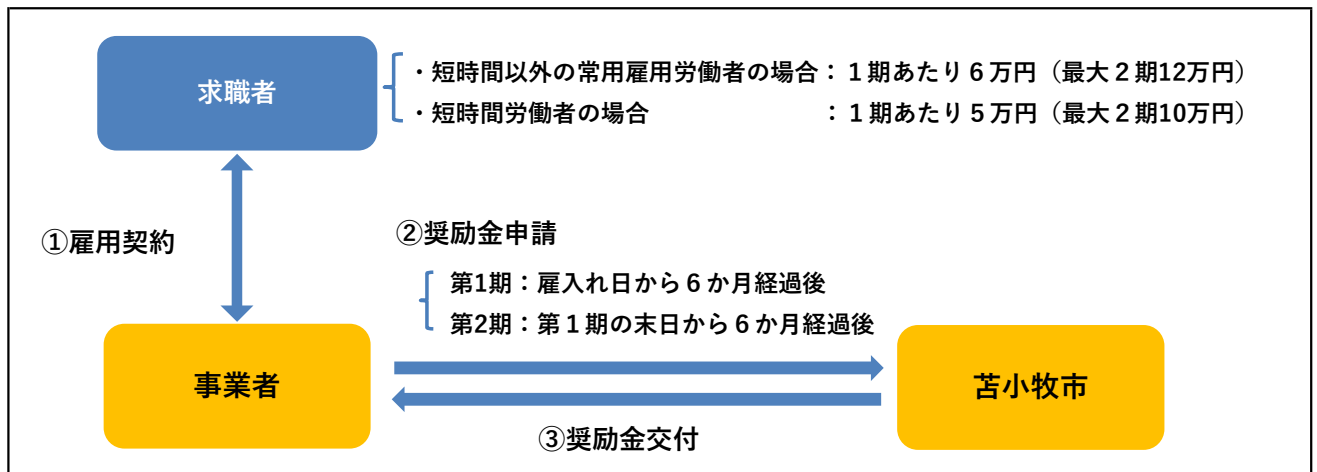 求職者
・短時間以外の常用雇用労働者の場合：１期あたり６万円（最大２期12万円）
・短時間労働者の場合　　　　　　　：１期あたり５万円（最大２期10万円）
①雇用契約
②奨励金申請
第1期：雇入れ日から６か月経過後
第2期：第１期の末日から６か月経過後
事業者
苫小牧市
③奨励金交付